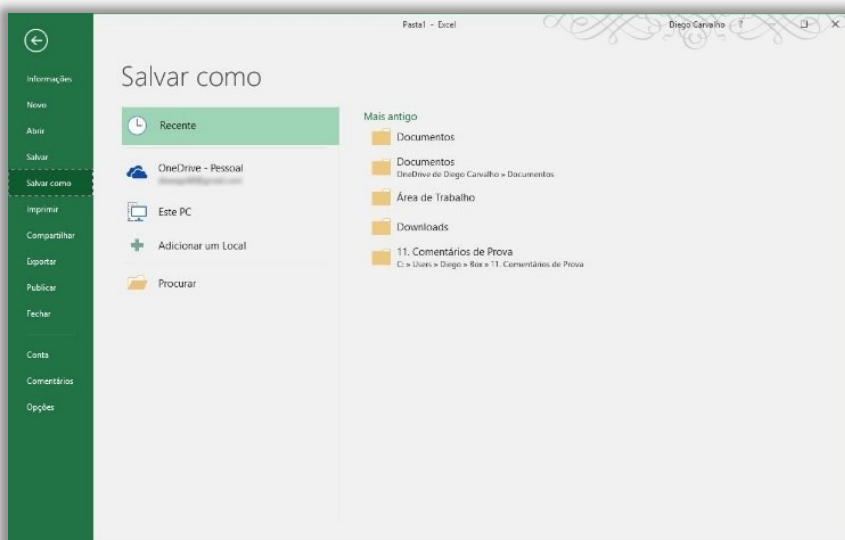 Pasta1 - Excel
Diego Carvalho
?
Informações
Novo
Abrir
Salvar
Salvar como
Imprimir
Compartilhar
Exportar
Publicar
Fechar
Conta
Comentários
Opções
Salvar como
Recente
OneDrive - Pessoal
Este PC
Adicionar um Local
Procurar
Mais antigo
Documentos
Documentos
OneDrive de Diego Carvalho » Documentos
Área de Trabalho
Downloads
11. Comentários de Prova
C: » Users » Diego » Box » 11. Comentários de Prova